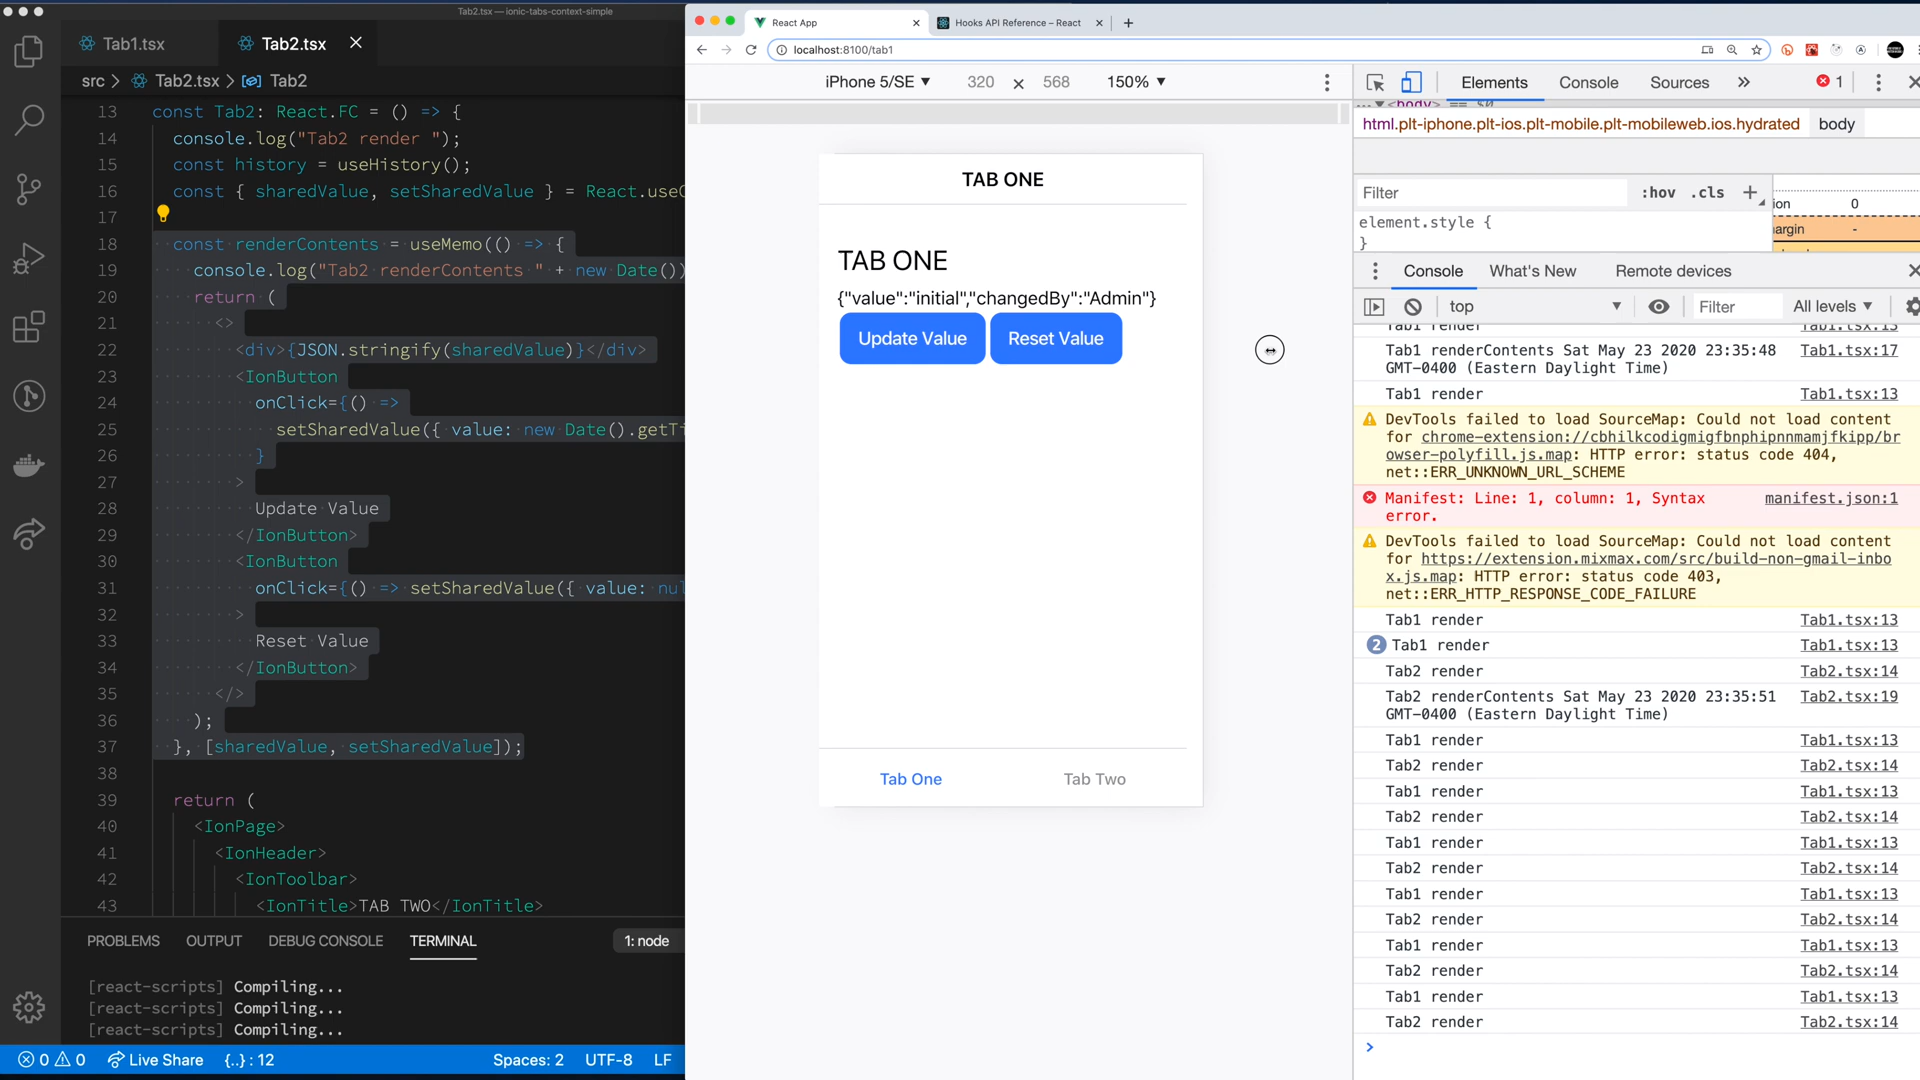 Tab2.tsx — ionic-tabs-context-simple
Tab1.tsx
Tab2.tsx
src > Tab2.tsx > Tab2
13 const Tab2: React.FC = () => {
14 console.log("Tab2 render ");
15 const history = useHistory();
16 const { sharedValue, setSharedValue } = React.use
17
18 const renderContents = useMemo(() => {
19 console.log("Tab2 renderContents " + new Date())
20 return (
21 <>
22 <div>{JSON.stringify(sharedValue)}</div>
23 <IonButton
24 onClick={() =>
25 setSharedValue({ value: new Date().getTi
26 }
27 >
28 Update Value
29 </IonButton>
30 <IonButton
31 onClick={() => setSharedValue({ value: nul
32 >
33 Reset Value
34 </IonButton>
35 </>
36 );
37 }, [sharedValue, setSharedValue]);
38
39 return (
40 <IonPage>
41 <IonHeader>
42 <IonToolbar>
43 <IonTitle>TAB TWO</IonTitle>
PROBLEMS OUTPUT DEBUG CONSOLE TERMINAL 1: node
[react-scripts] Compiling...
[react-scripts] Compiling...
[react-scripts] Compiling...
0 0 Live Share {..} : 12 Spaces: 2 UTF-8 LF
React App
Hooks API Reference – React
localhost:8100/tab1
iPhone 5/SE ▼ 320 × 568 150% ▼
TAB ONE
TAB ONE
{"value":"initial","changedBy":"Admin"}
Update Value Reset Value
Tab One Tab Two
Elements Console Sources » 1
…▼<body> == $0
html.plt-iphone.plt-ios.plt-mobile.plt-mobileweb.ios.hydrated body
Filter :hov .cls +
element.style {
}
ion 0
margin -
Console What's New Remote devices
top ▼ Filter All levels ▼
Tab1 render Tab1.tsx:13
Tab1 renderContents Sat May 23 2020 23:35:48 Tab1.tsx:17
GMT-0400 (Eastern Daylight Time)
Tab1 render Tab1.tsx:13
DevTools failed to load SourceMap: Could not load content
for chrome-extension://cbhilkcodigmigfbnphipnnmamjfkipp/br
owser-polyfill.js.map: HTTP error: status code 404,
net::ERR_UNKNOWN_URL_SCHEME
Manifest: Line: 1, column: 1, Syntax manifest.json:1
error.
DevTools failed to load SourceMap: Could not load content
for https://extension.mixmax.com/src/build-non-gmail-inbo
x.js.map: HTTP error: status code 403,
net::ERR_HTTP_RESPONSE_CODE_FAILURE
Tab1 render Tab1.tsx:13
2 Tab1 render Tab1.tsx:13
Tab2 render Tab2.tsx:14
Tab2 renderContents Sat May 23 2020 23:35:51 Tab2.tsx:19
GMT-0400 (Eastern Daylight Time)
Tab1 render Tab1.tsx:13
Tab2 render Tab2.tsx:14
Tab1 render Tab1.tsx:13
Tab2 render Tab2.tsx:14
Tab1 render Tab1.tsx:13
Tab2 render Tab2.tsx:14
Tab1 render Tab1.tsx:13
Tab2 render Tab2.tsx:14
Tab1 render Tab1.tsx:13
Tab2 render Tab2.tsx:14
Tab1 render Tab1.tsx:13
Tab2 render Tab2.tsx:14